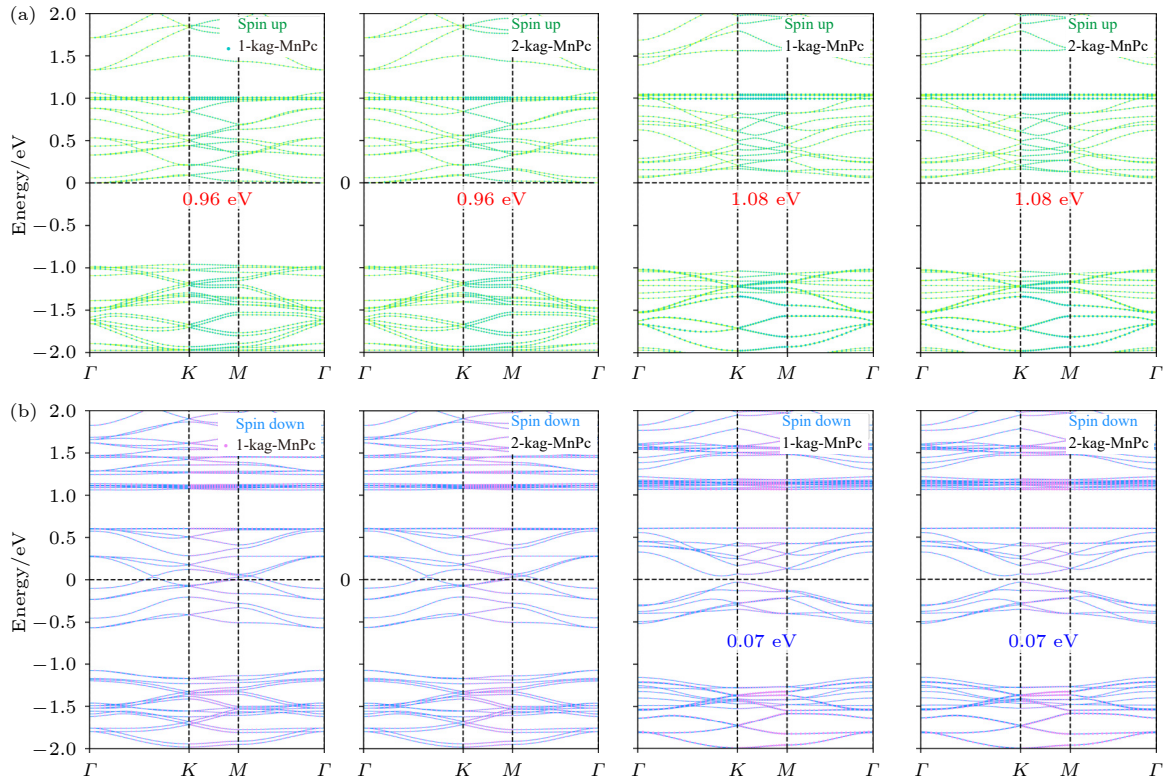 (a)
2.0
1.5
1.0
0.5
0
−0.5
−1.0
−1.5
−2.0
Energy/eV
Spin up
1-kag-MnPc
0.96 eV
Γ K M Γ
0
Spin up
2-kag-MnPc
0.96 eV
Γ K M Γ
Spin up
1-kag-MnPc
1.08 eV
Γ K M Γ
Spin up
2-kag-MnPc
1.08 eV
Γ K M Γ
(b)
2.0
1.5
1.0
0.5
0
−0.5
−1.0
−1.5
−2.0
Energy/eV
Spin down
1-kag-MnPc
Γ K M Γ
0
Spin down
2-kag-MnPc
Γ K M Γ
Spin down
1-kag-MnPc
0.07 eV
Γ K M Γ
Spin down
2-kag-MnPc
0.07 eV
Γ K M Γ